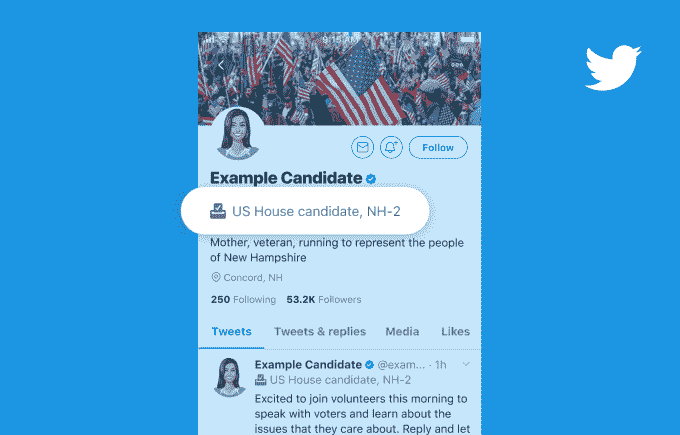 9:15 AM
Follow
Example Candidate
US House candidate, NH-2
Mother, veteran, running to represent the people
of New Hampshire
Concord, NH
250 Following 53.2K Followers
Tweets Tweets & replies Media Likes
Example Candidate @exam... · 1h
US House candidate, NH-2
Excited to join volunteers this morning to
speak with voters and learn about the
issues that they care about. Reply and let